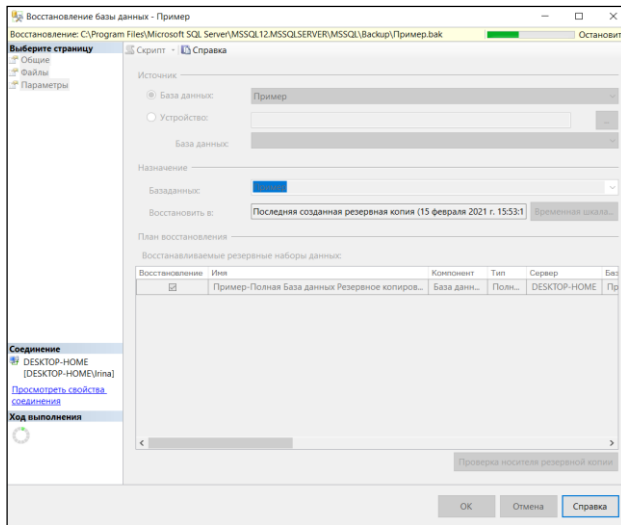 Восстановление базы данных - Пример
Восстановление: C:\Program Files\Microsoft SQL Server\MSSQL12.MSSQLSERVER\MSSQL\Backup\Пример.bak Остановит
Выберите страницу
Общие
Файлы
Параметры
Скрипт Справка
Источник
База данных: Пример
Устройство: ...
База данных:
Назначение
Базаданных:
Восстановить в: Последняя созданная резервная копия (15 февраля 2021 г. 15:53:1 Временная шкала...
План восстановления
Восстанавливаемые резервные наборы данных:
Восстановление Имя Компонент Тип Сервер Баз
Пример-Полная База данных Резервное копиров... База данн... Полн... DESKTOP-HOME Пр
Соединение
DESKTOP-HOME
[DESKTOP-HOME\Irina]
Просмотреть свойства
соединения
Ход выполнения
Проверка носителя резервной копии
OK Отмена Справка